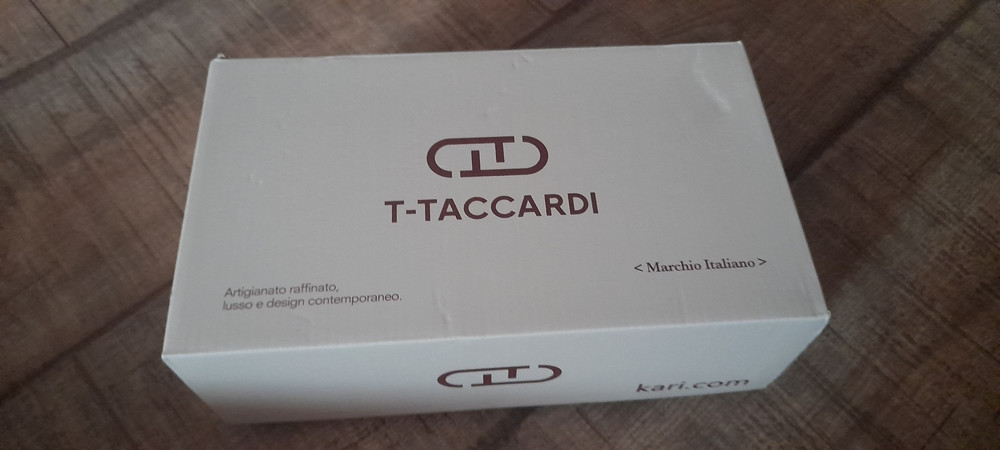 T-TACCARDI
< Marchio Italiano >
Artigianato raffinato,
lusso e design contemporaneo.
kari.com